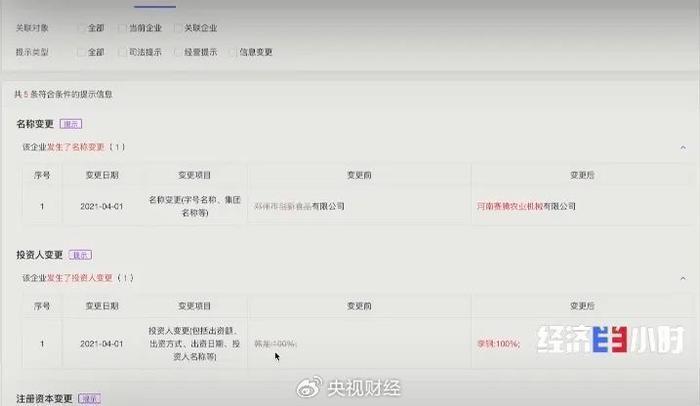 关联对象 全部 当前企业 关联企业
提示类型 全部 司法提示 经营提示 信息变更
共 5 条符合条件的提示信息
名称变更 提示
该企业发生了名称变更（1）
序号 变更日期 变更项目 变更前 变更后
1 2021-04-01 名称变更(字号名称、集团 邓州市创新食品有限公司 河南赛腾农业机械有限公司
名称等)
投资人变更 提示
该企业发生了投资人变更（1）
序号 变更日期 变更项目 变更前 变更后
1 2021-04-01 投资人变更(包括出资额、 :100%; 李钢:100%;
出资方式、出资日期、投
资人名称等)
经济半小时
央视财经
注册资本变更 提示